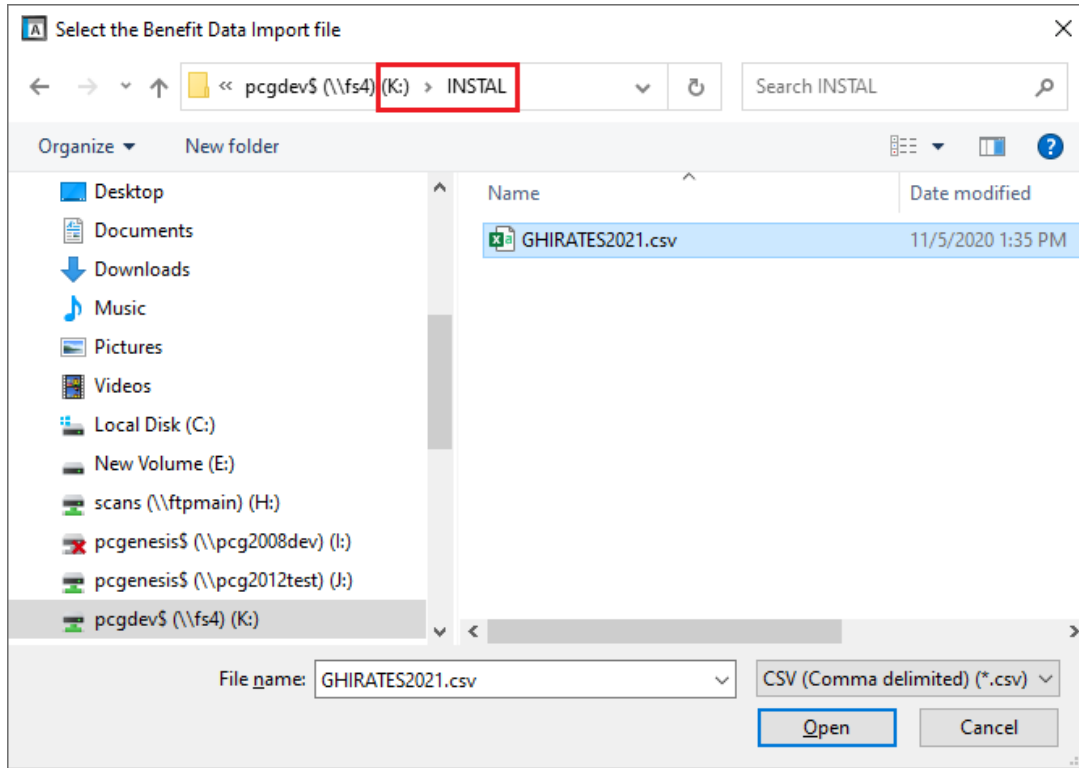 Select the Benefit Data Import file
« pcgdev$ (\\fs4) (K:) › INSTAL
Search INSTAL
Organize
New folder
Name
Date modified
Desktop
Documents
Downloads
Music
Pictures
Videos
Local Disk (C:)
New Volume (E:)
scans (\\ftpmain) (H:)
pcgenesis$ (\\pcg2008dev) (I:)
pcgenesis$ (\\pcg2012test) (J:)
pcgdev$ (\\fs4) (K:)
GHIRATES2021.csv
11/5/2020 1:35 PM
File name:
GHIRATES2021.csv
CSV (Comma delimited) (*.csv)
Open
Cancel